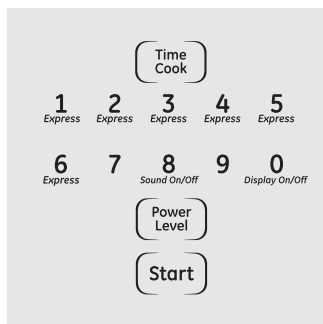 Time
Cook
1 2 3 4 5
Express Express Express Express Express
6 7 8 9 0
Express Sound On/Off Display On/Off
Power
Level
Start